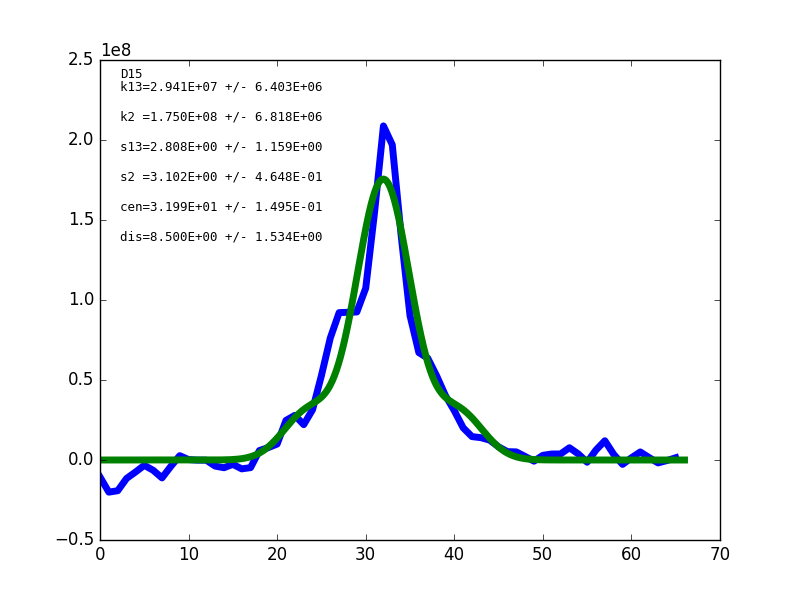 1e8
2.5
2.0
1.5
1.0
0.5
0.0
−0.5
D15
k13=2.941E+07 +/- 6.403E+06
k2 =1.750E+08 +/- 6.818E+06
s13=2.808E+00 +/- 1.159E+00
s2 =3.102E+00 +/- 4.648E-01
cen=3.199E+01 +/- 1.495E-01
dis=8.500E+00 +/- 1.534E+00
0 10 20 30 40 50 60 70